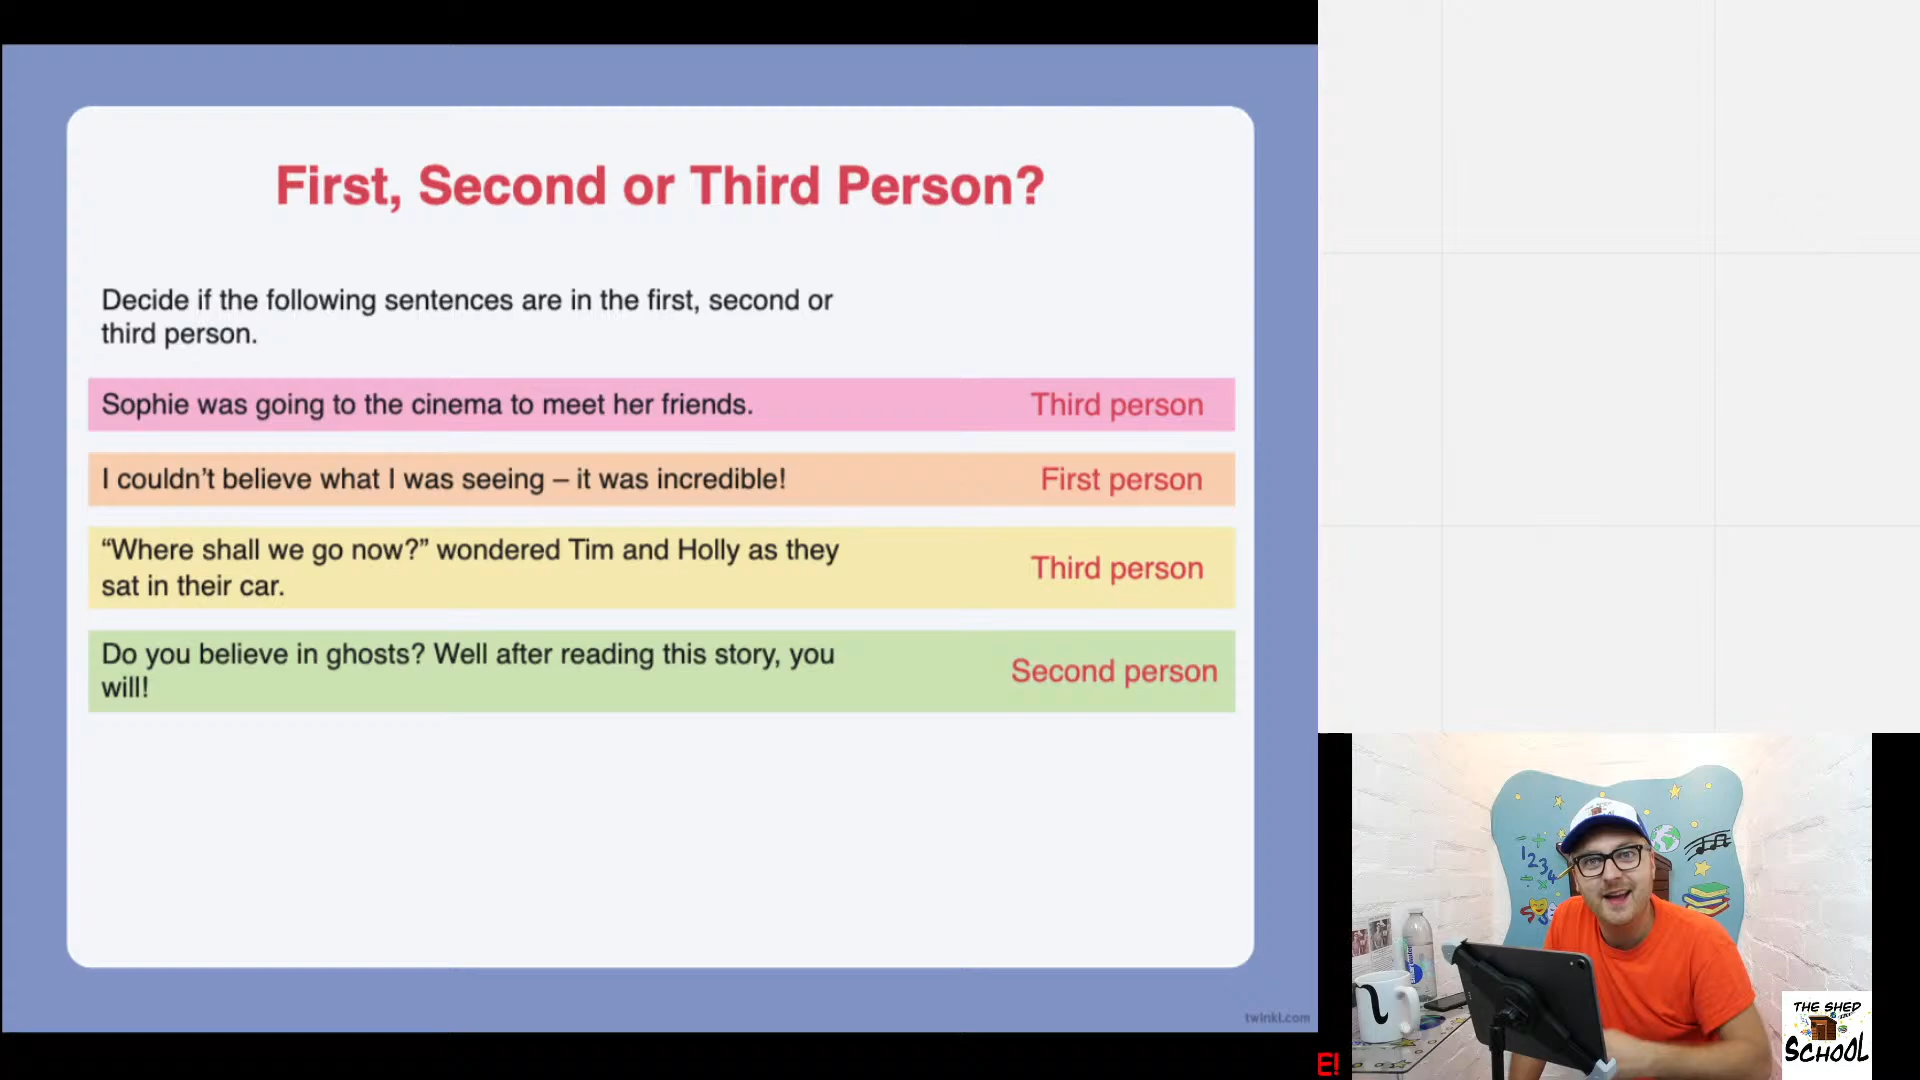 First, Second or Third Person?
Decide if the following sentences are in the first, second or
third person.
Sophie was going to the cinema to meet her friends. Third person
I couldn't believe what I was seeing – it was incredible! First person
“Where shall we go now?” wondered Tim and Holly as they
sat in their car.
Third person
Do you believe in ghosts? Well after reading this story, you
will!
Second person
twinkl.com
E!
1 2 3 4
THE SHED
SCHOOL